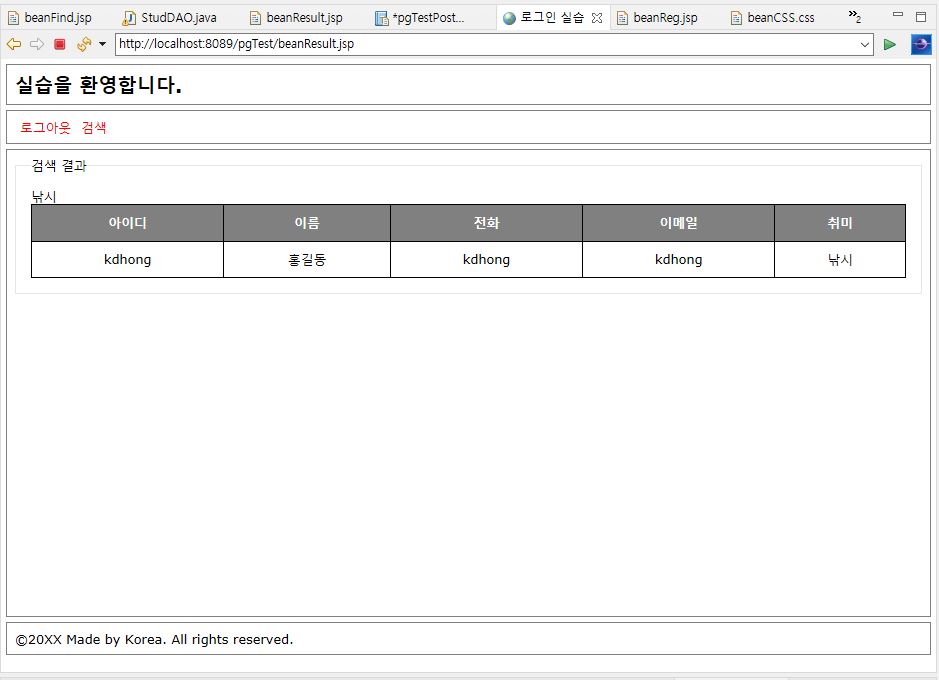 beanFind.jsp StudDAO.java beanResult.jsp *pgTestPost... 로그인 실습 beanReg.jsp beanCSS.css »2
http://localhost:8089/pgTest/beanResult.jsp
실습을 환영합니다.
로그아웃 검색
검색 결과
낚시
아이디 이름 전화 이메일 취미
kdhong 홍길동 kdhong kdhong 낚시
©20XX Made by Korea. All rights reserved.